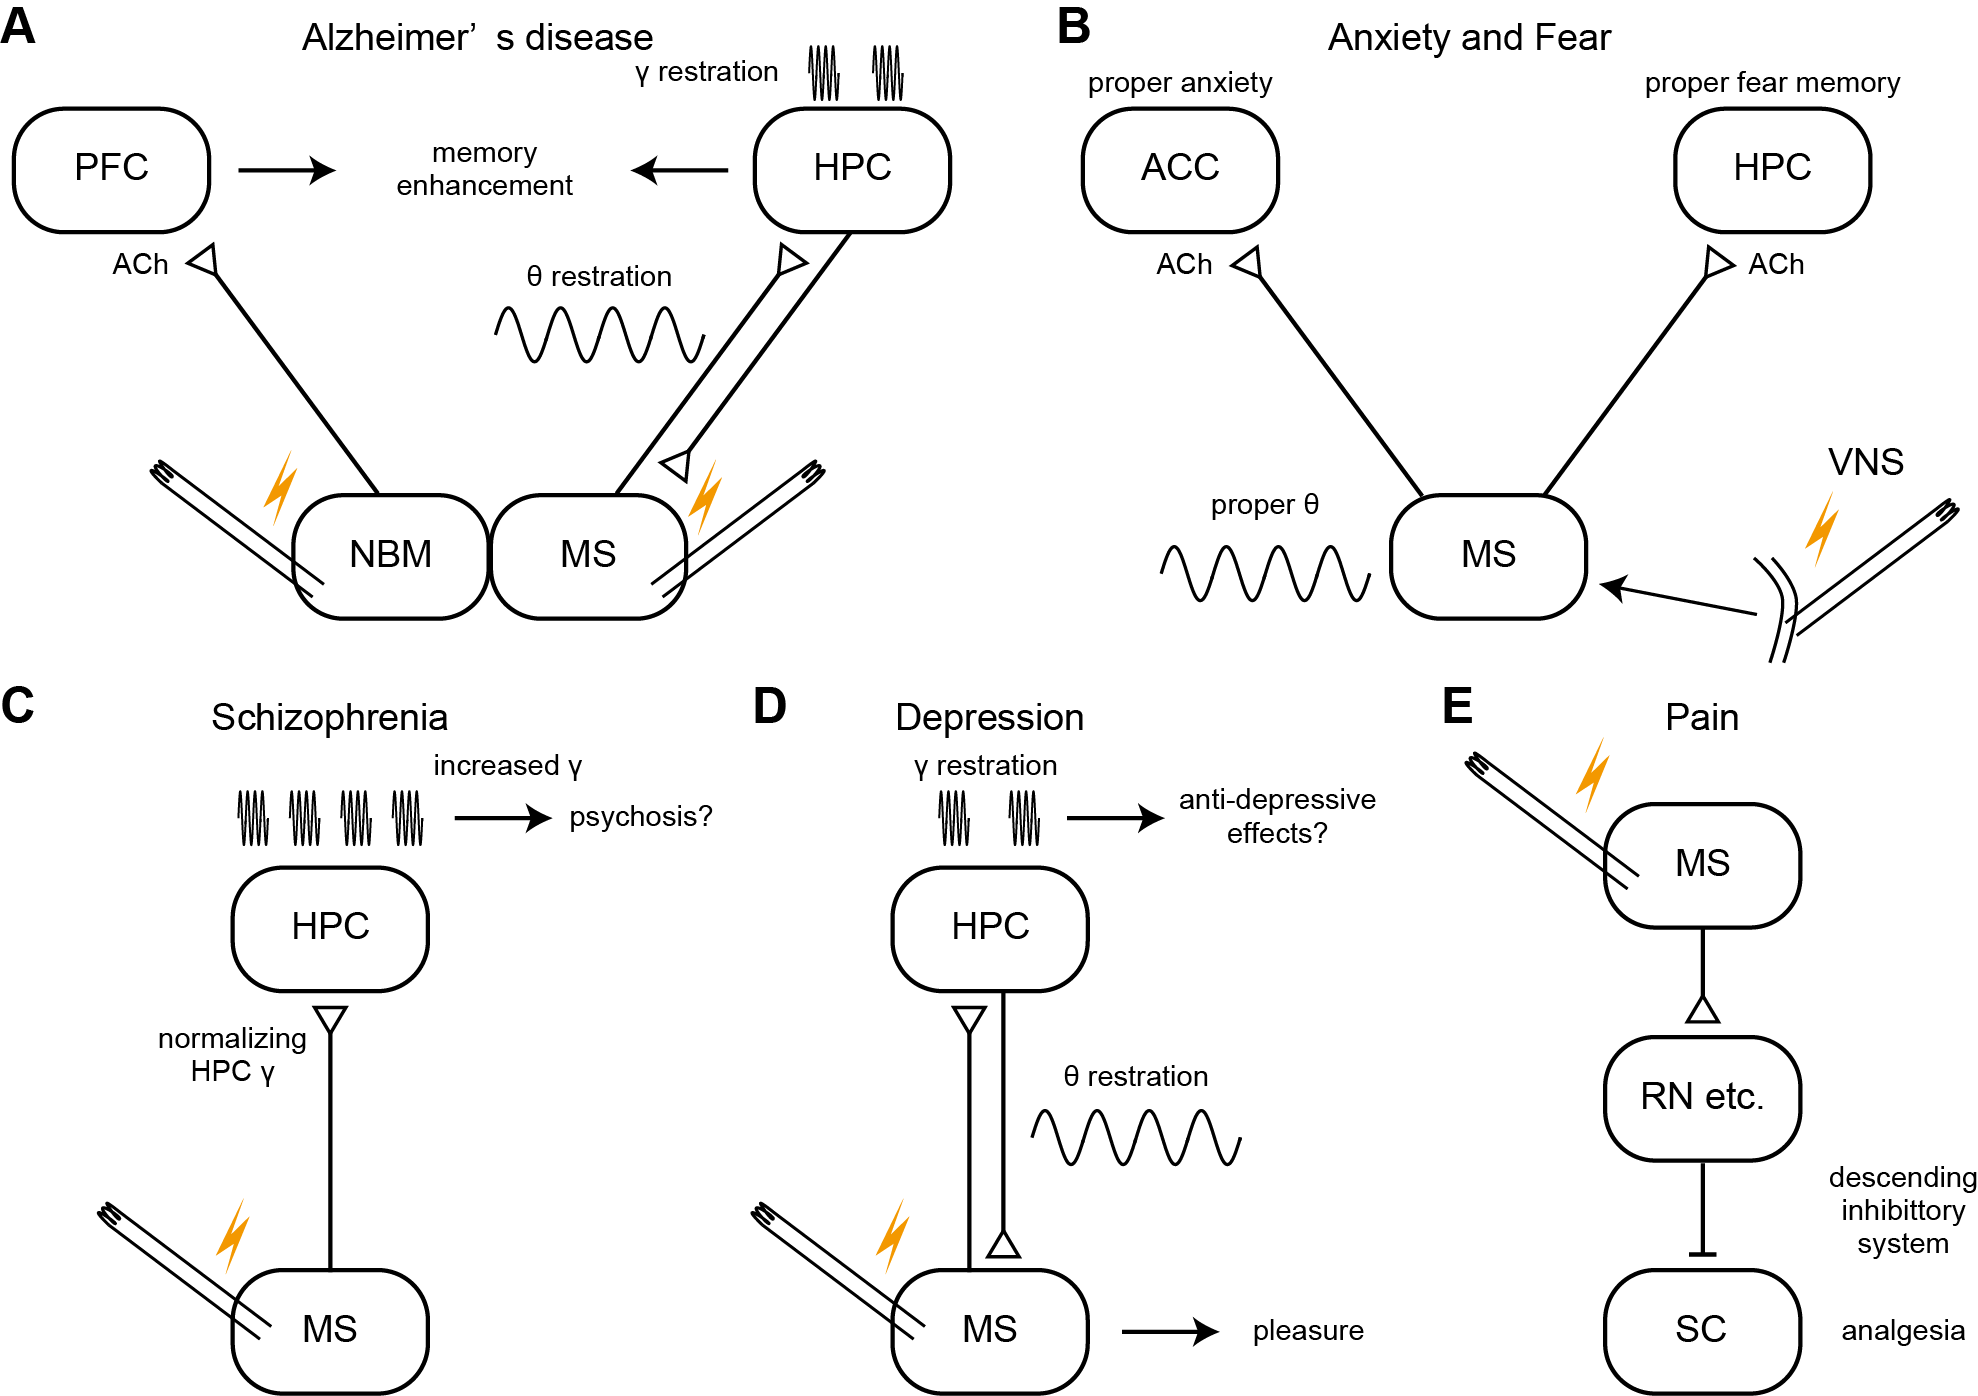 A
Alzheimer’ s disease
γ restration
PFC
memory
enhancement
HPC
ACh
θ restration
NBM
MS
B
Anxiety and Fear
proper anxiety
proper fear memory
ACC
HPC
ACh
ACh
VNS
proper θ
MS
C
Schizophrenia
increased γ
psychosis?
HPC
normalizing
HPC γ
MS
D
Depression
γ restration
anti-depressive
effects?
HPC
θ restration
MS
pleasure
E
Pain
MS
RN etc.
descending
inhibittory
system
SC
analgesia